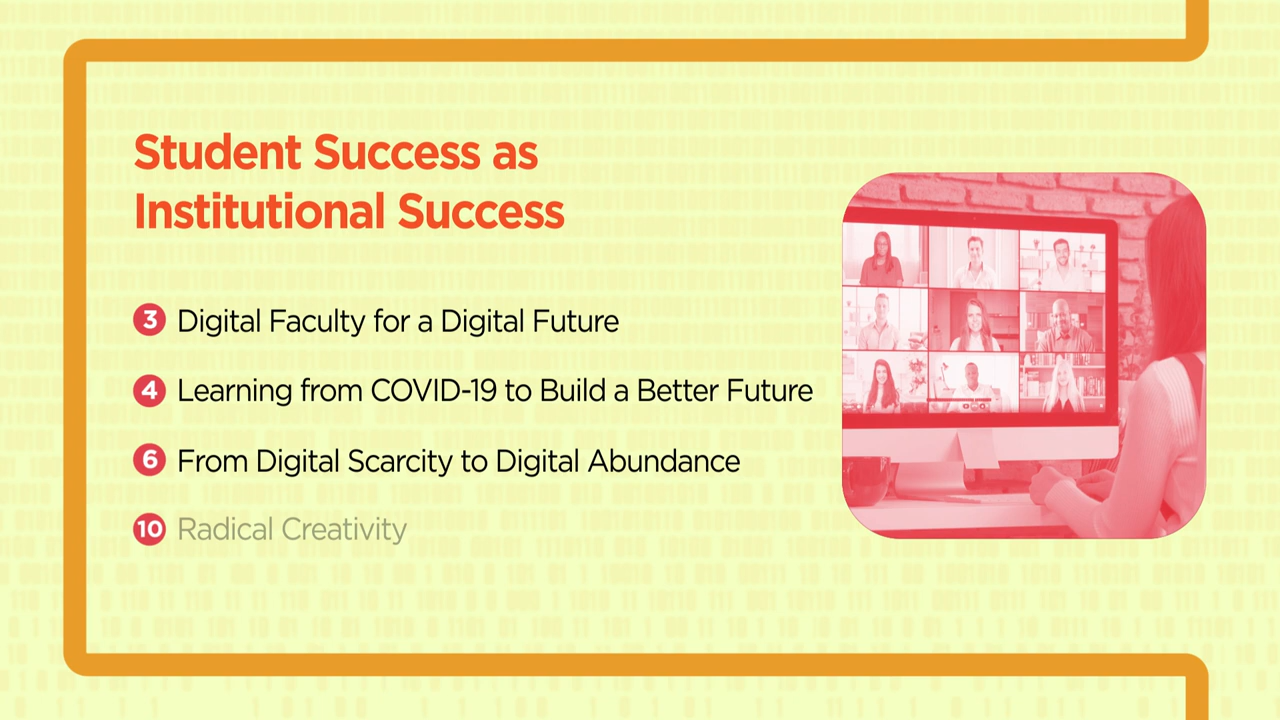 Student Success as
Institutional Success
3 Digital Faculty for a Digital Future
4 Learning from COVID-19 to Build a Better Future
6 From Digital Scarcity to Digital Abundance
10 Radical Creativity